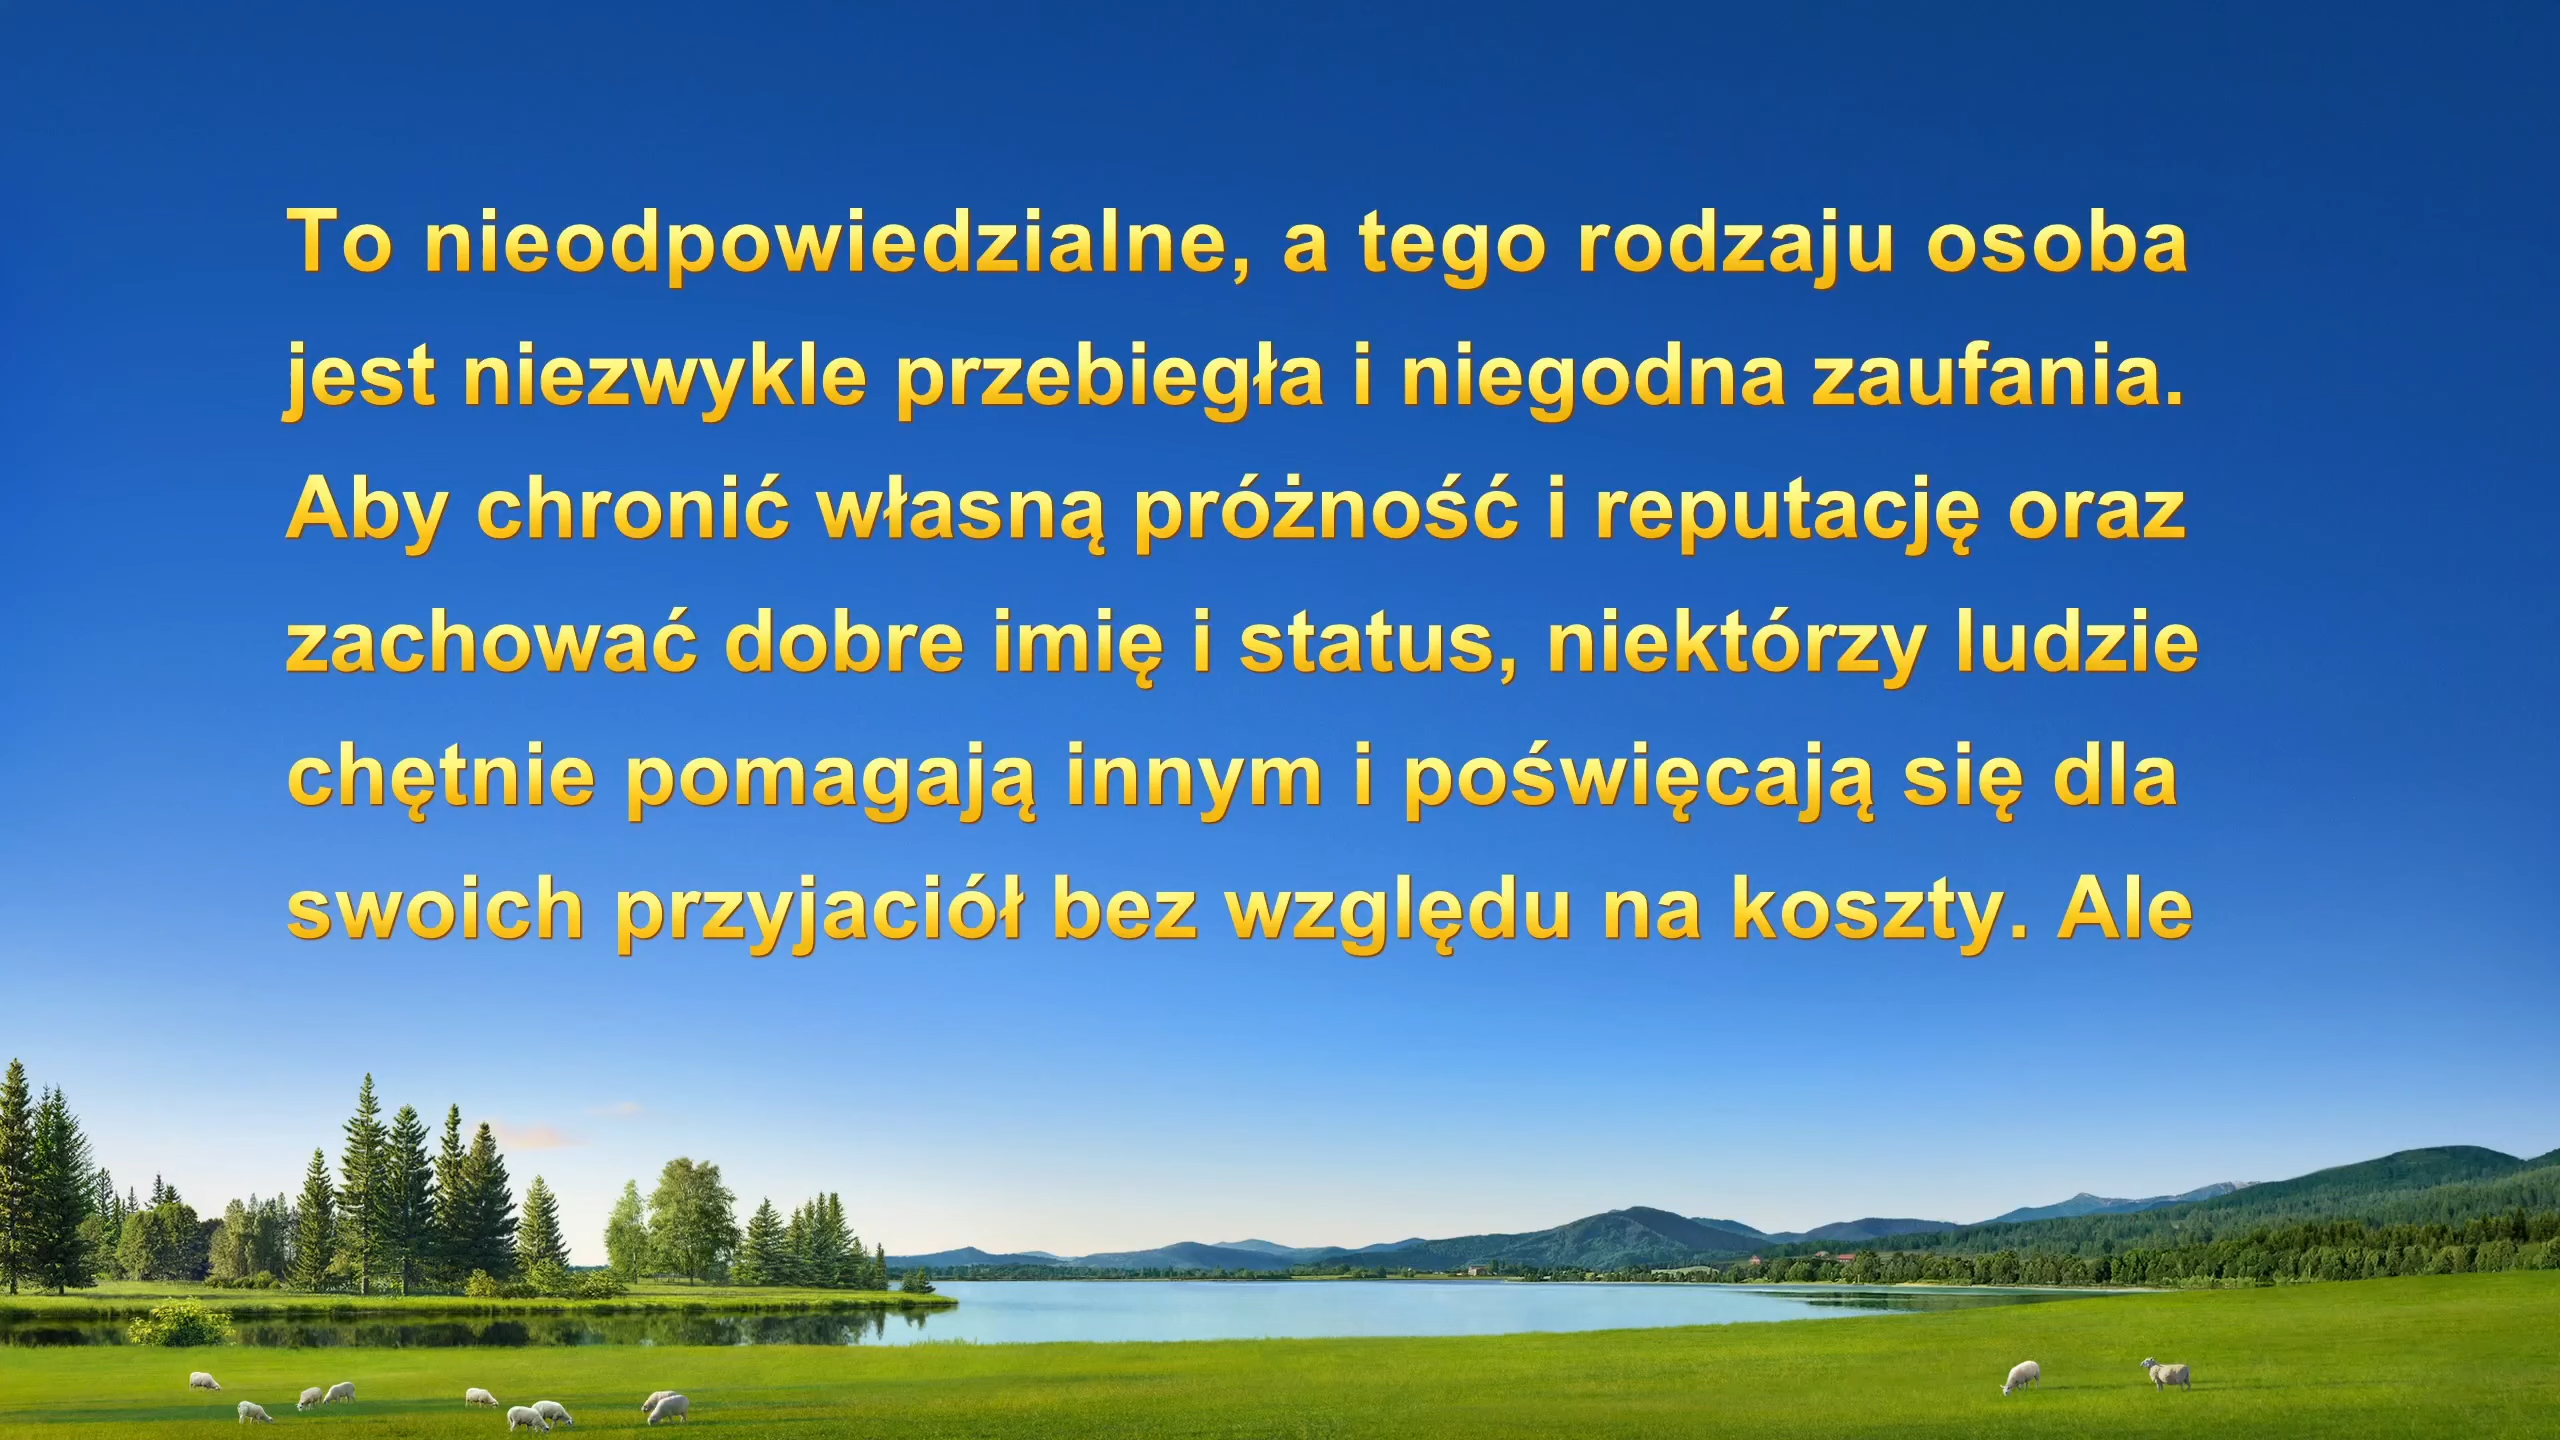 To nieodpowiedzialne, a tego rodzaju osoba
jest niezwykle przebiegła i niegodna zaufania.
Aby chronić własną próżność i reputację oraz
zachować dobre imię i status, niektórzy ludzie
chętnie pomagają innym i poświęcają się dla
swoich przyjaciół bez względu na koszty. Ale